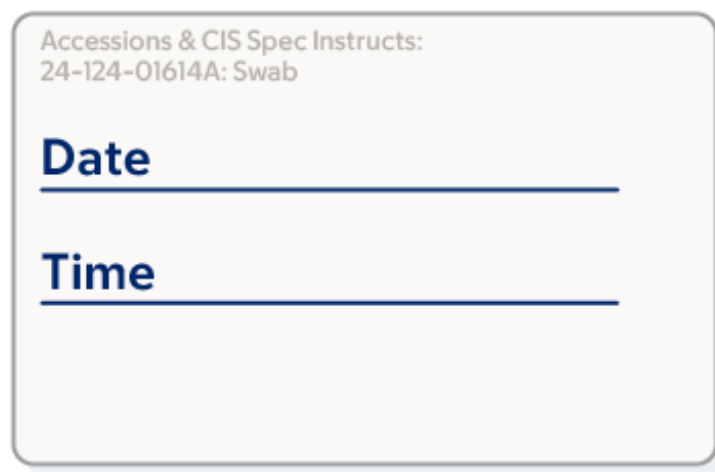 Accessions & CIS Spec Instructs:
24-124-01614A: Swab
Date
Time